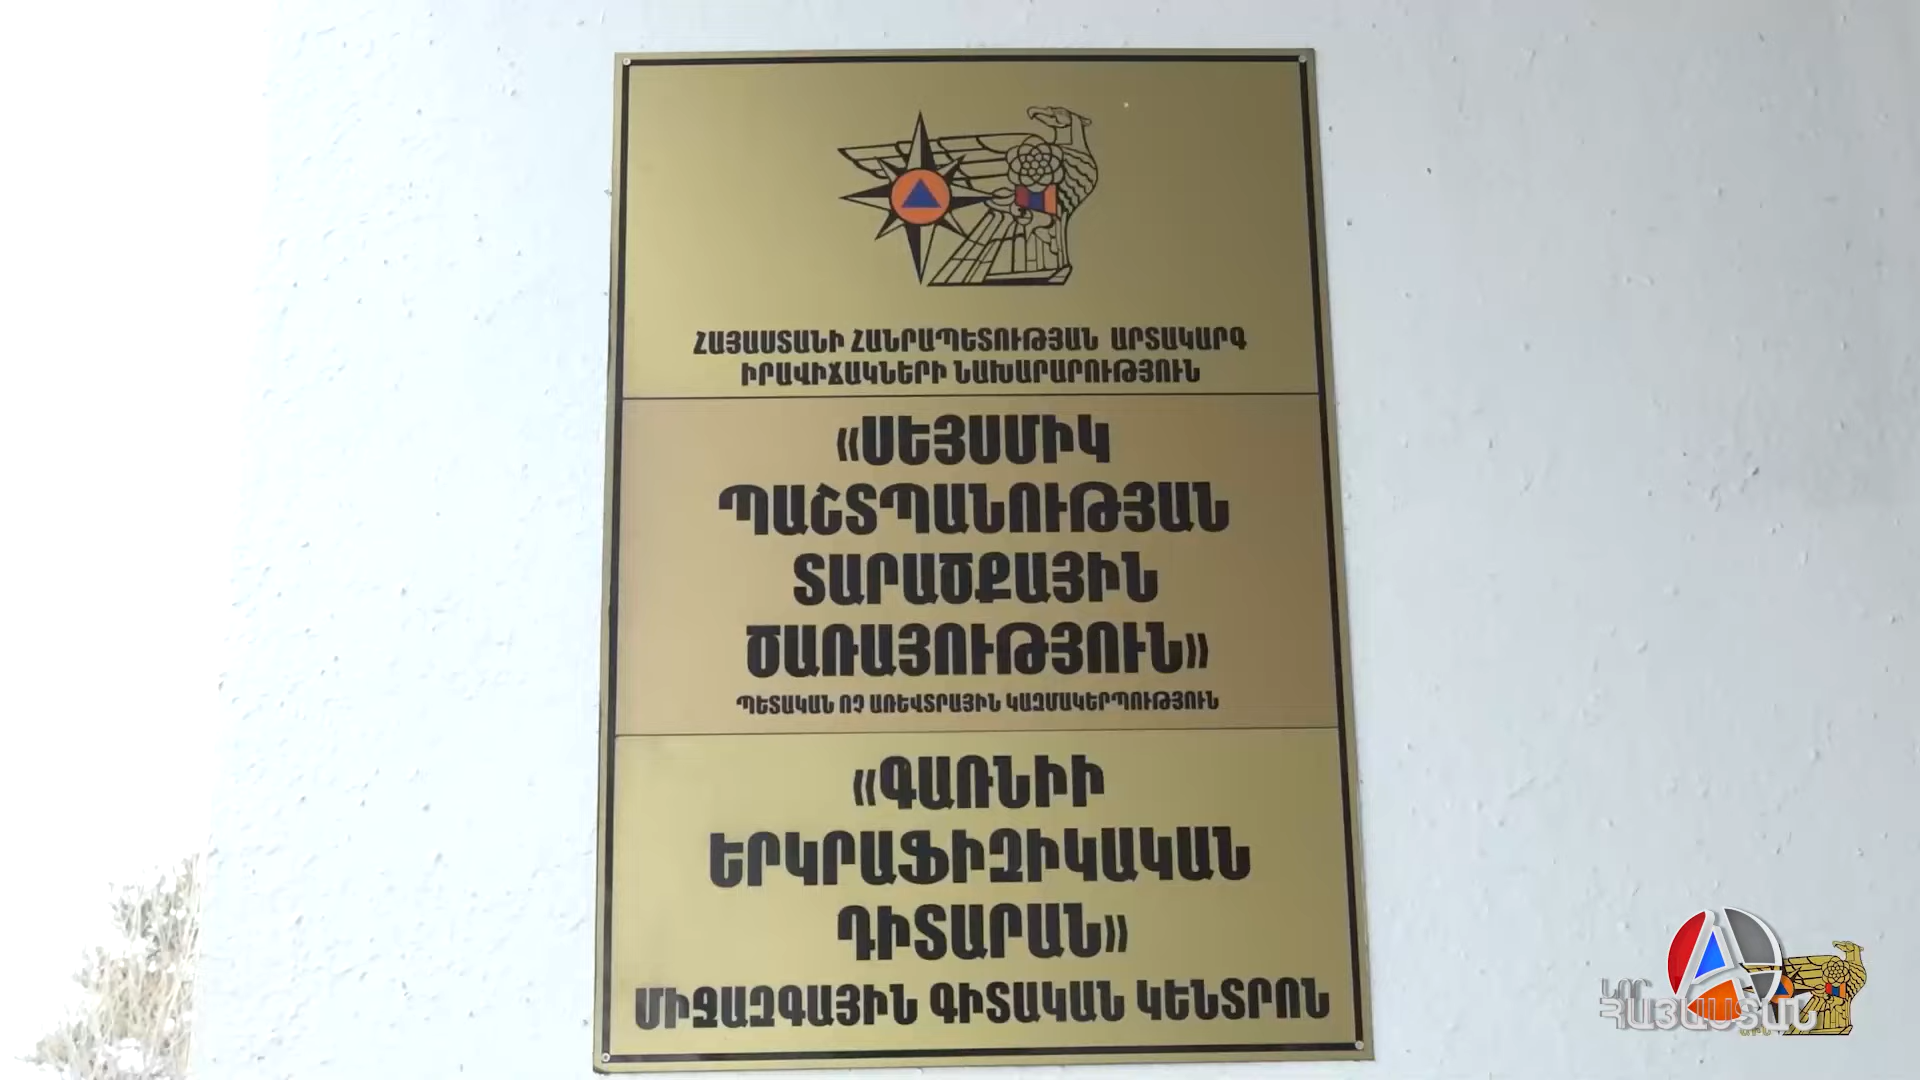 ՀԱՅԱՍՏԱՆԻ ՀԱՆՐԱՊԵՏՈՒԹՅԱՆ ԱՐՏԱԿԱՐԳ
ԻՐԱՎԻՃԱԿՆԵՐԻ ՆԱԽԱՐԱՐՈՒԹՅՈՒՆ
«ՍԵՅՍՄԻԿ
ՊԱՇՏՊԱՆՈՒԹՅԱՆ
ՏԱՐԱԾՔԱՅԻՆ
ԾԱՌԱՅՈՒԹՅՈՒՆ»
ՊԵՏԱԿԱՆ ՈՉ ԱՌԵՎՏՐԱՅԻՆ ԿԱԶՄԱԿԵՐՊՈՒԹՅՈՒՆ
«ԳԱՌՆԻԻ
ԵՐԿՐԱՖԻԶԻԿԱԿԱՆ
ԴԻՏԱՐԱՆ»
ՄԻՋԱԶԳԱՅԻՆ ԳԻՏԱԿԱՆ ԿԵՆՏՐՈՆ
ՆՈՐ
ՀԱՅԱՍՏԱՆ